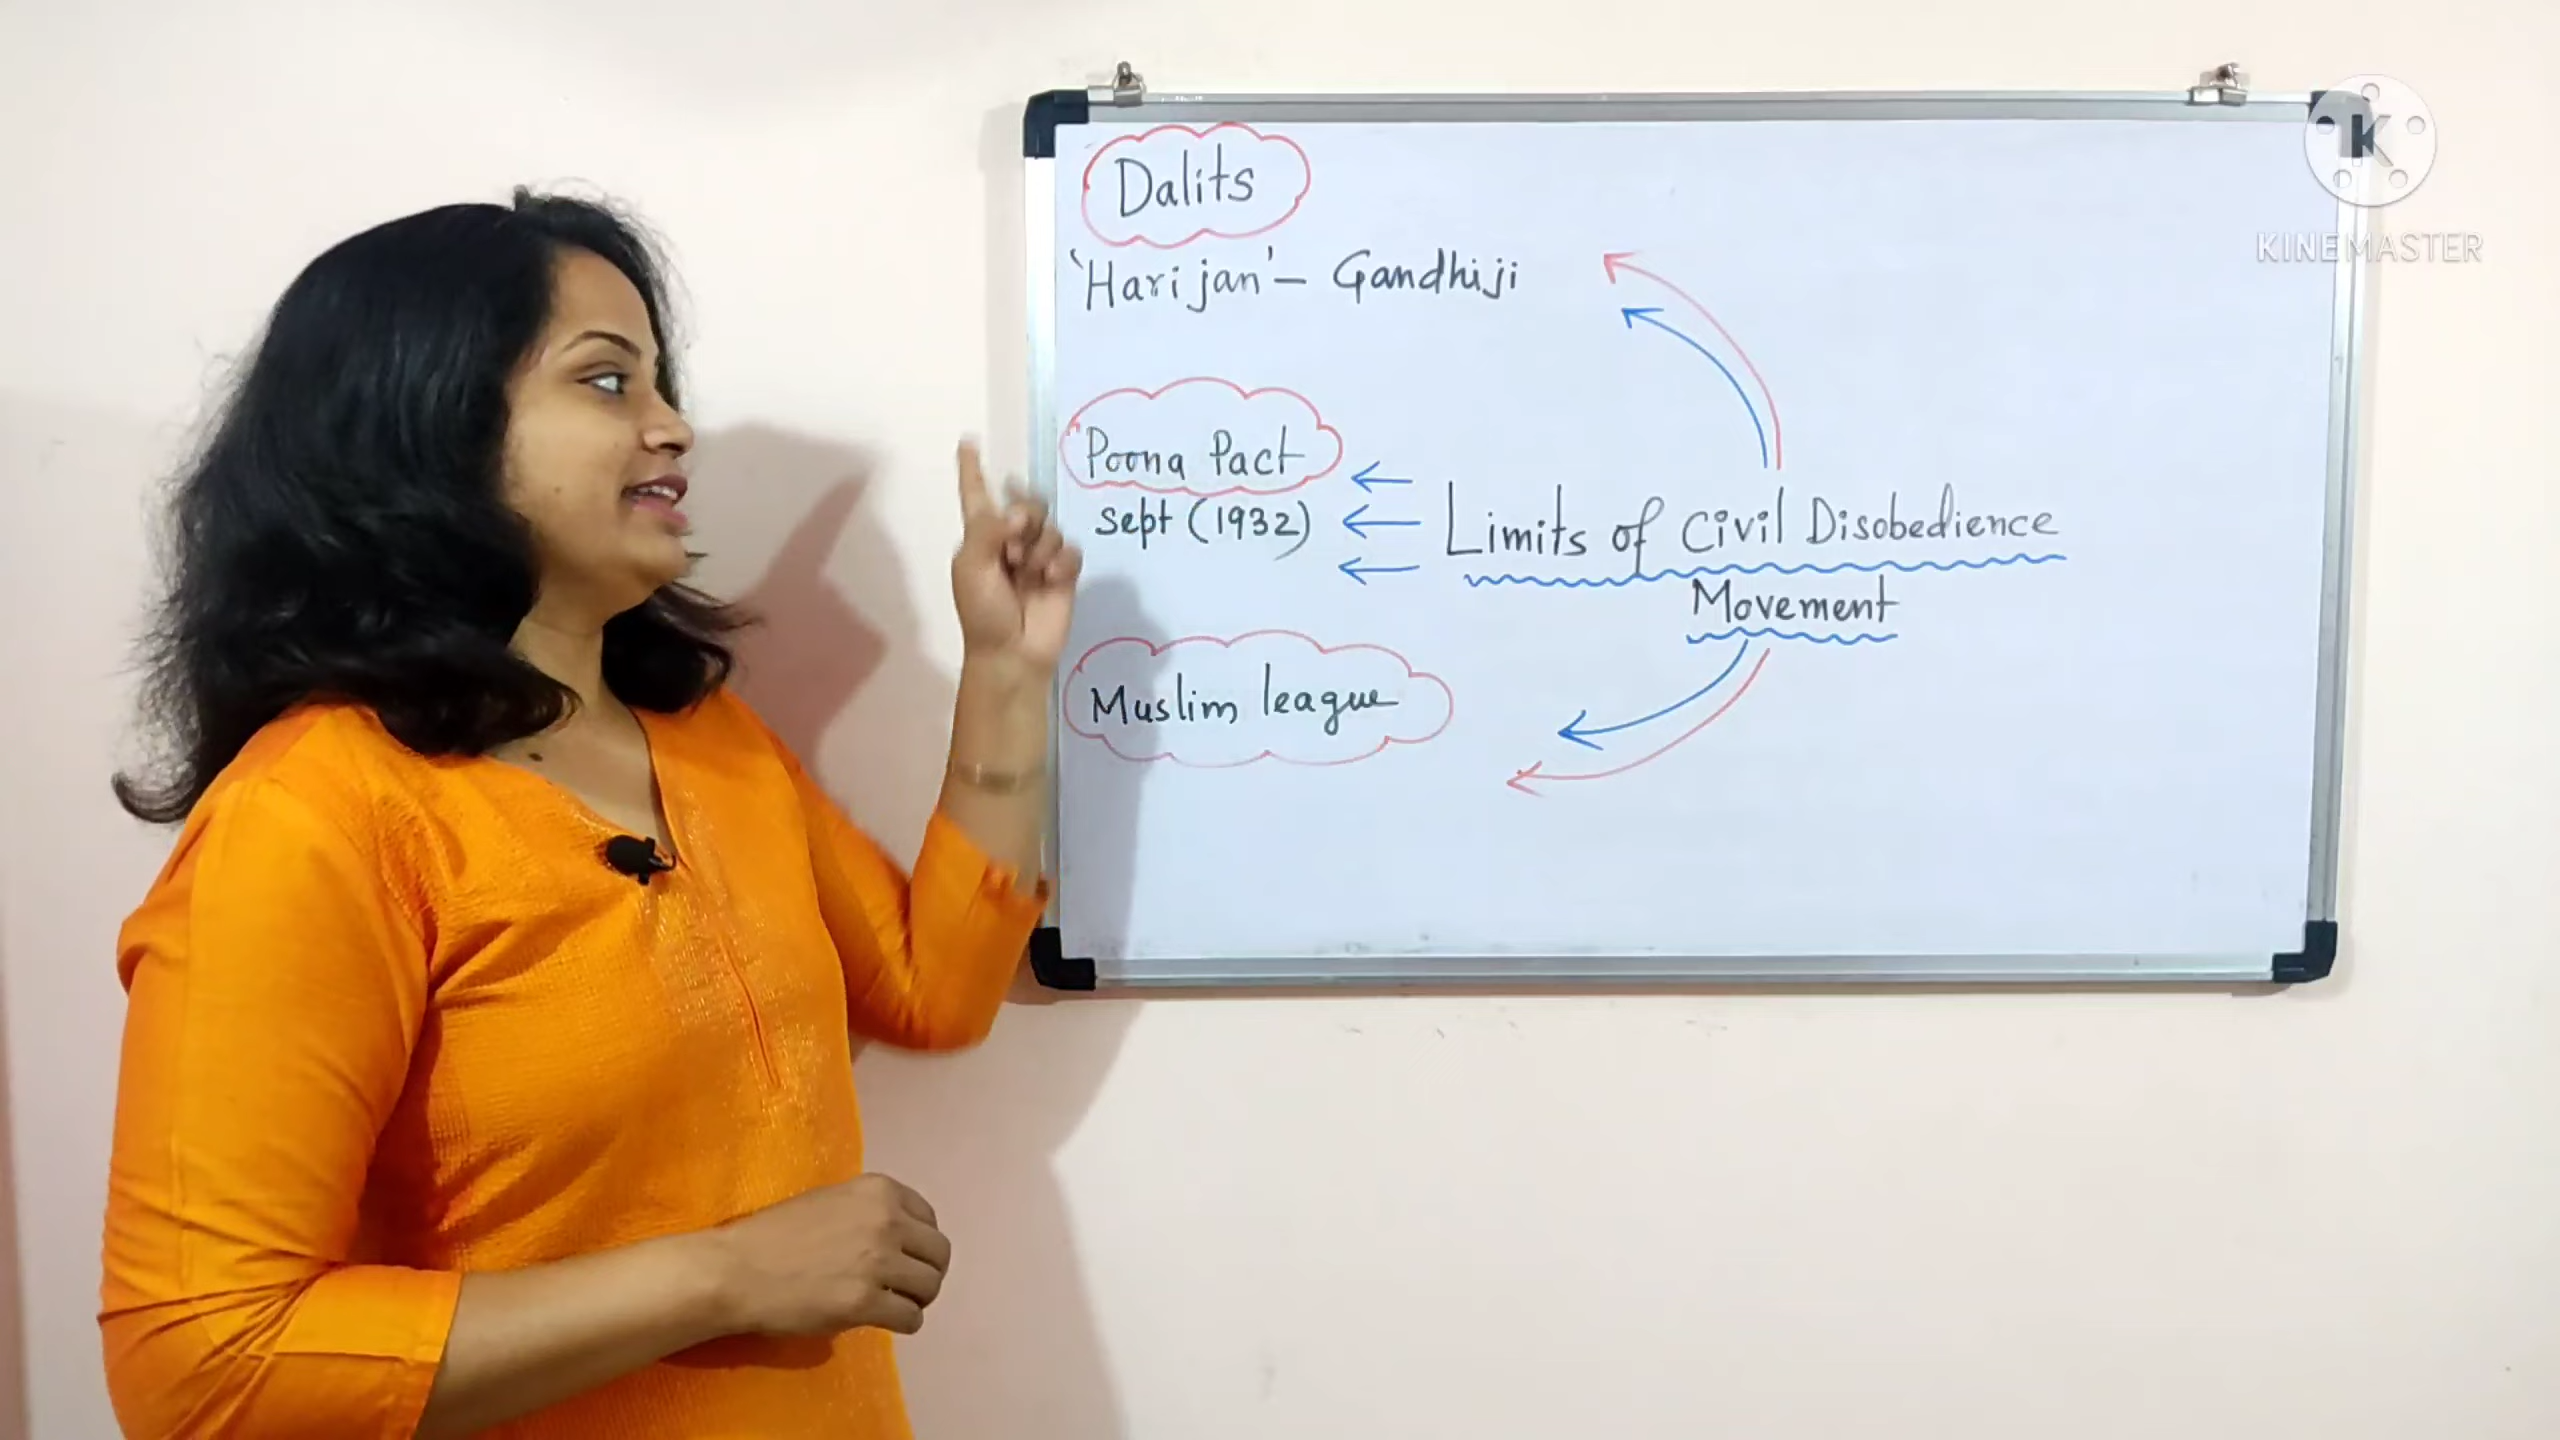 Dalits
'Harijan' - Gandhiji
Poona Pact
sept (1932)
Limits of Civil Disobedience
Movement
Muslim league
K
KINEMASTER